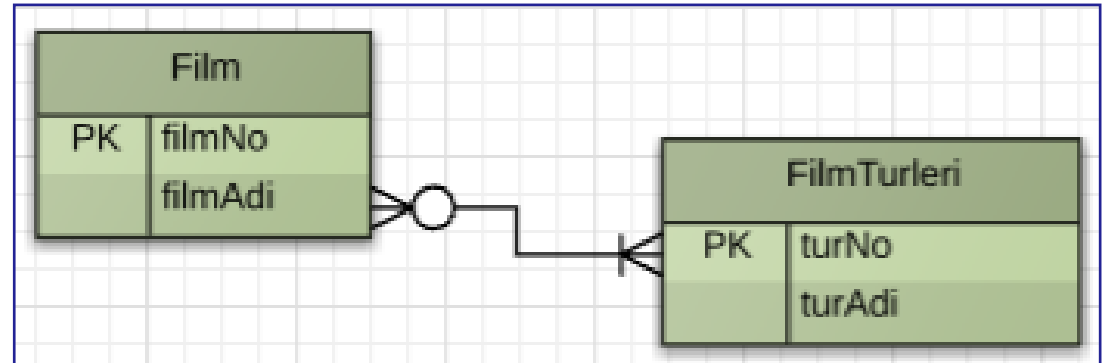 Film
PK filmNo
filmAdi
FilmTurleri
PK turNo
turAdi